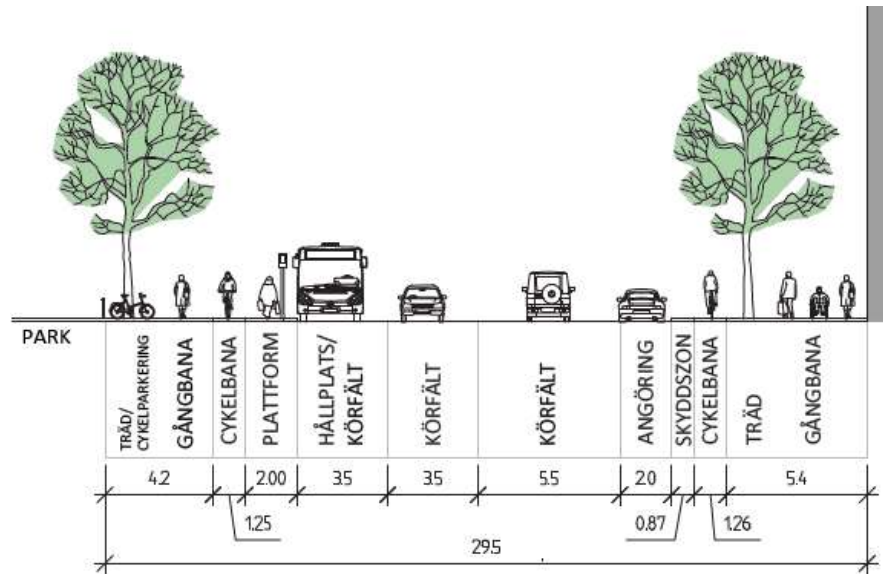 PARK
TRÄD/
CYKELPARKERING
GÅNGBANA
CYKELBANA
PLATTFORM
HÅLLPLATS/
KÖRFÄLT
KÖRFÄLT
KÖRFÄLT
ANGÖRING
SKYDDSZON
CYKELBANA
TRÄD
GÅNGBANA
4.2
2.00
3.5
3.5
5.5
2.0
5.4
1.25
0.87
1.26
29.5